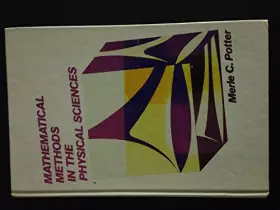 MATHEMATICAL
METHODS
IN THE
PHYSICAL SCIENCES
Merle C. Potter